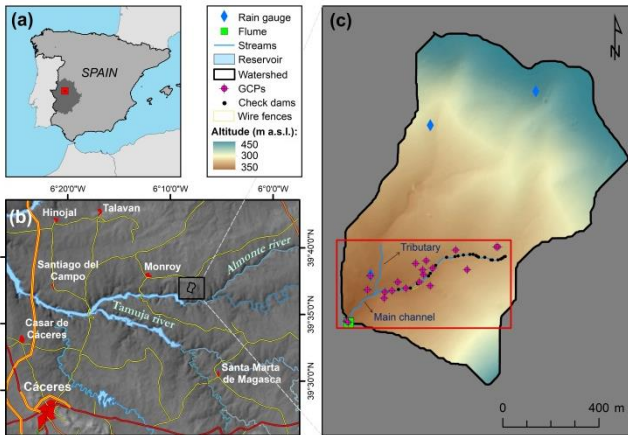 (a)
SPAIN
Rain gauge
Flume
Streams
Reservoir
Watershed
GCPs
Check dams
Wire fences
Altitude (m a.s.l.):
450
300
350
(c)
N
Tributary
Main channel
0
400 m
6°20'0"W
6°10'0"W
6°0'0"W
(b)
Hinojal
Talavan
Santiago del
Campo
Monroy
Almonte river
Tamuja river
Casar de
Cáceres
Cáceres
Santa Marta
de Magasca
39°40'0"N
39°35'0"N
39°30'0"N